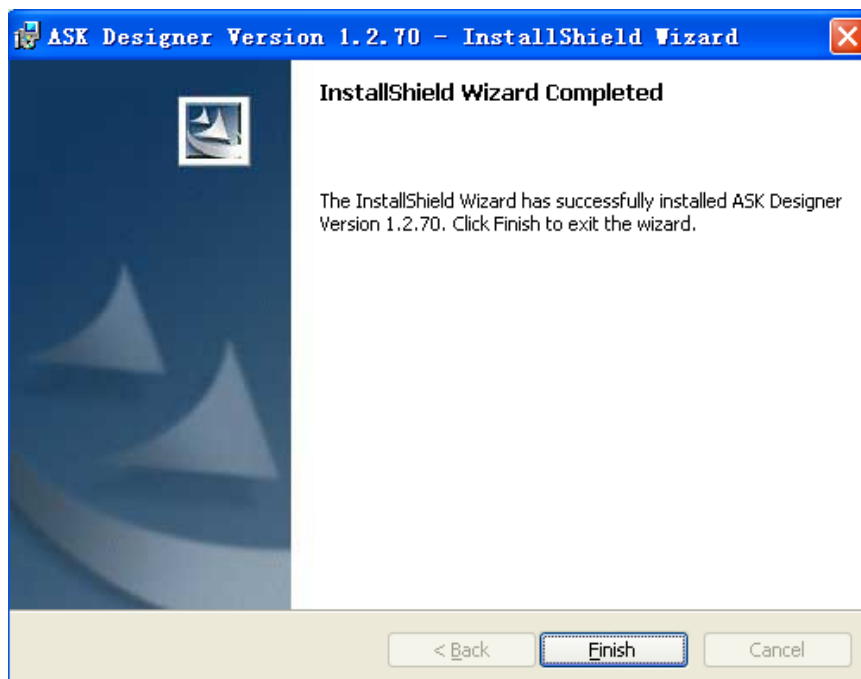 ASK Designer Version 1.2.70 - InstallShield Wizard
InstallShield Wizard Completed
The InstallShield Wizard has successfully installed ASK Designer
Version 1.2.70. Click Finish to exit the wizard.
< Back
Finish
Cancel